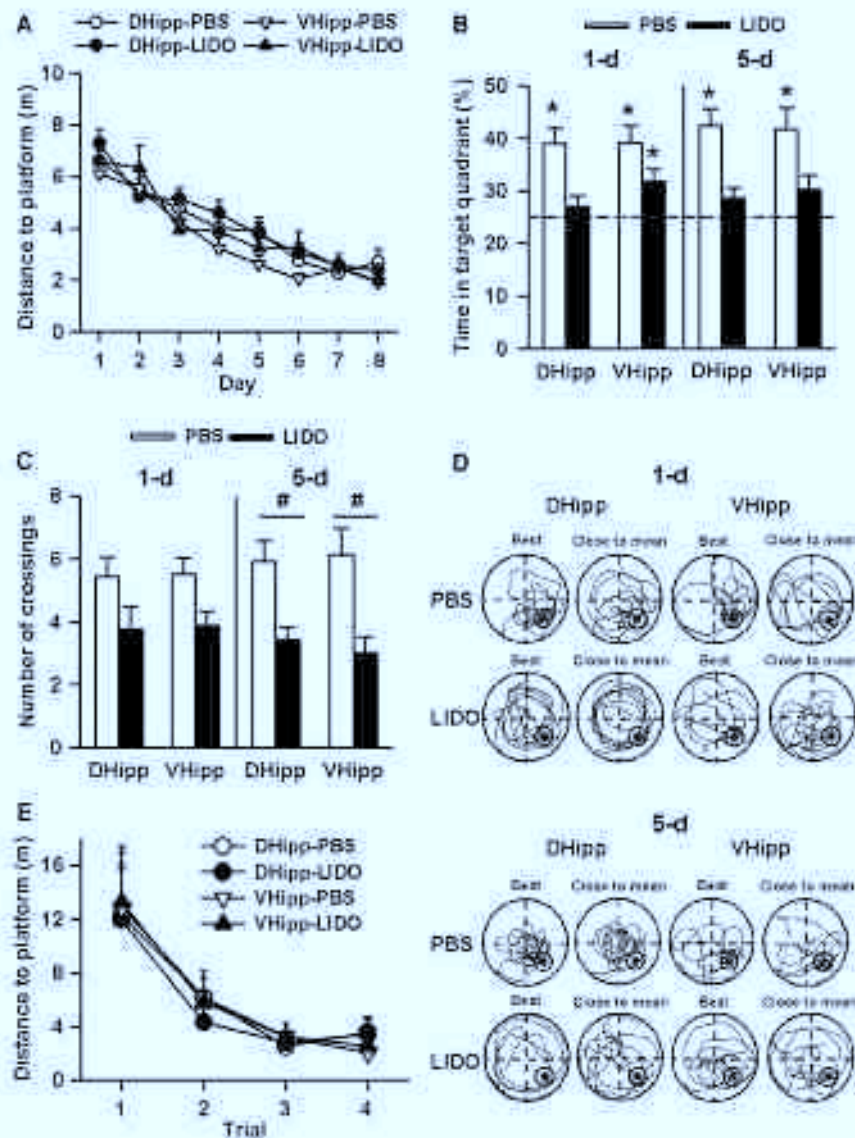 A
DHipp-PBS VHipp-PBS
DHipp-LIDO VHipp-LIDO
Distance to platform (m)
10
8
6
4
2
0
1 2 3 4 5 6 7 8
Day
B
PBS LIDO
1-d 5-d
Time in target quadrant (%)
50
40
30
20
10
0
* * * * *
DHipp VHipp DHipp VHipp
C
PBS LIDO
1-d 5-d
Number of crossings
8
6
4
2
0
# #
DHipp VHipp DHipp VHipp
D
1-d
DHipp VHipp
Best Close to mean Best Close to mean
PBS
Best Close to mean Best Close to mean
LIDO
5-d
DHipp VHipp
Best Close to mean Best Close to mean
PBS
Best Close to mean Best Close to mean
LIDO
E
DHipp-PBS
DHipp-LIDO
VHipp-PBS
VHipp-LIDO
Distance to platform (m)
16
12
8
4
0
1 2 3 4
Trial